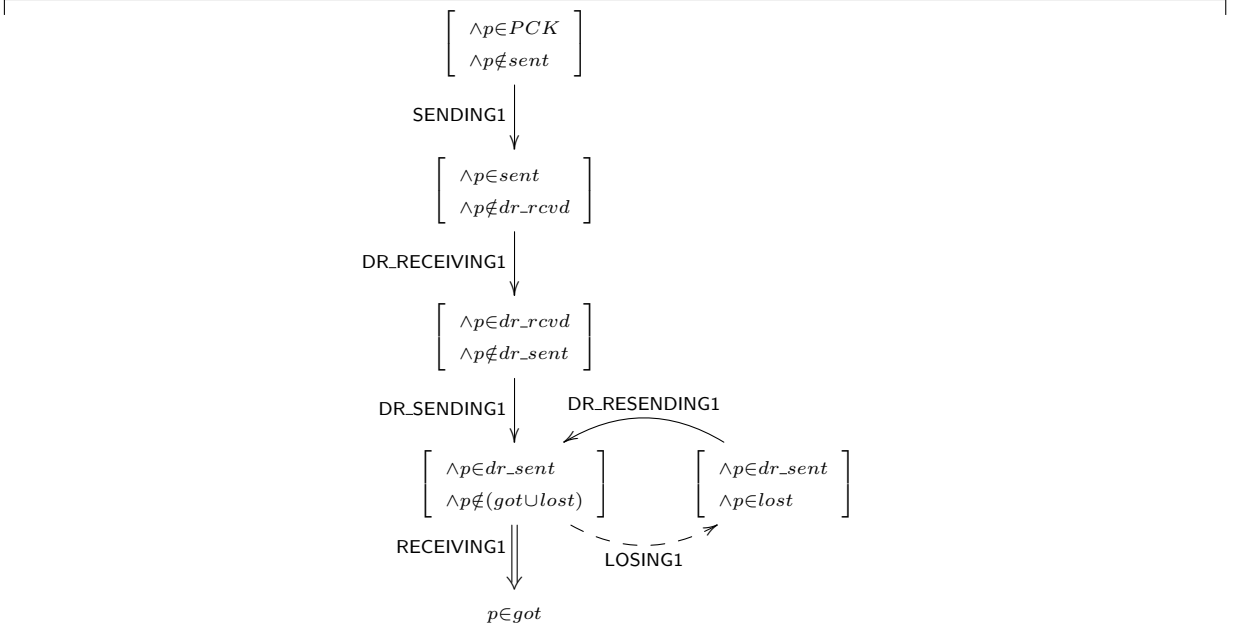 ∧p∈PCK
∧p∉sent
SENDING1
∧p∈sent
∧p∉dr_rcvd
DR_RECEIVING1
∧p∈dr_rcvd
∧p∉dr_sent
DR_SENDING1
DR_RESENDING1
∧p∈dr_sent
∧p∉(got∪lost)
∧p∈dr_sent
∧p∈lost
RECEIVING1
LOSING1
p∈got